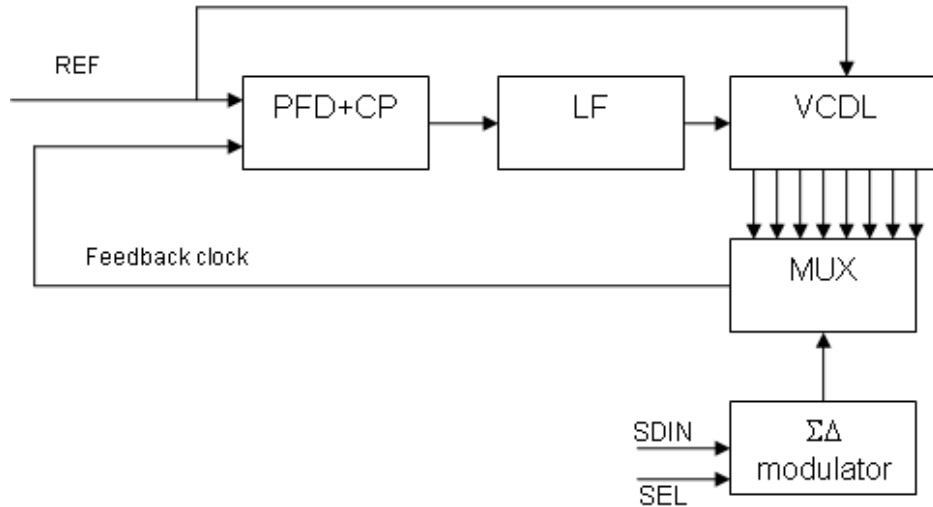 REF
PFD+CP
LF
VCDL
Feedback clock
MUX
SDIN
SEL
ΣΔ
modulator